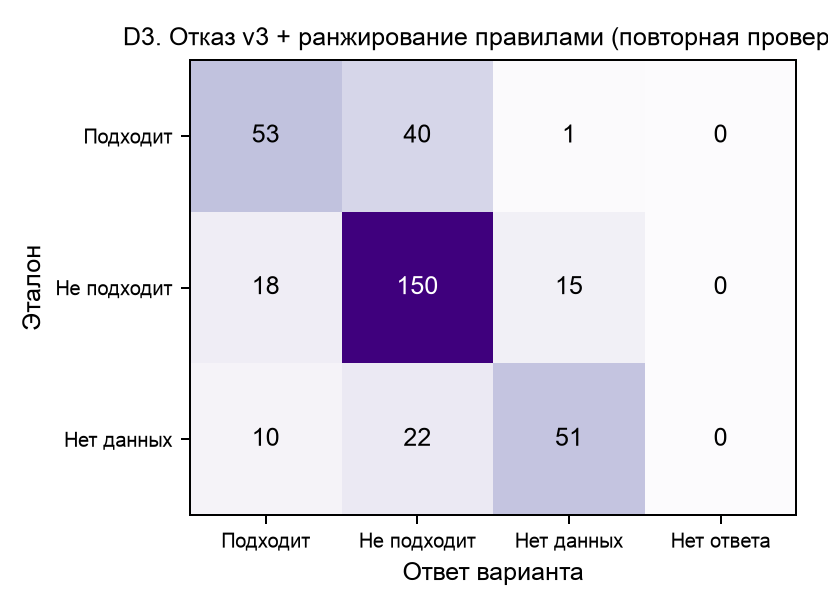 D3. Отказ v3 + ранжирование правилами (повторная провер
Эталон
Подходит 53 40 1 0
Не подходит 18 150 15 0
Нет данных 10 22 51 0
Подходит Не подходит Нет данных Нет ответа
Ответ варианта